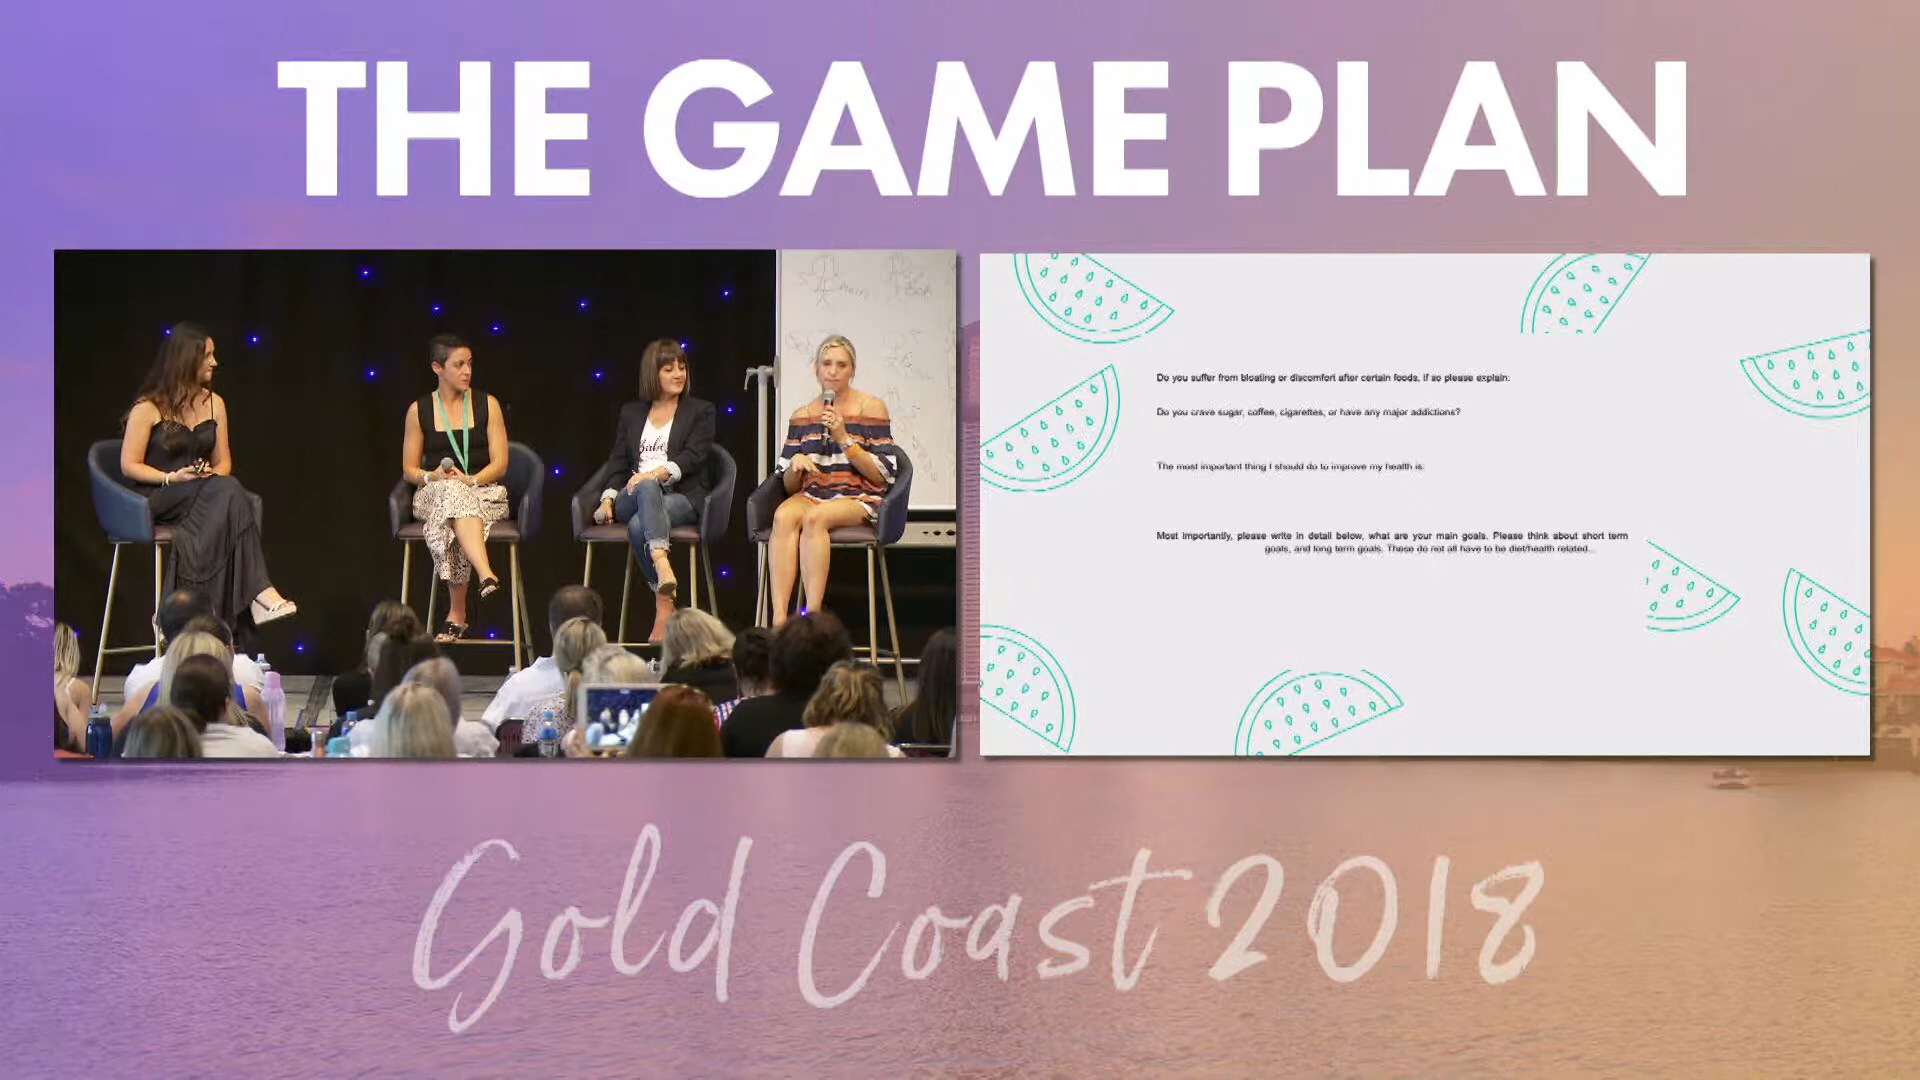 THE GAME PLAN
Do you suffer from bloating or discomfort after certain foods, if so please explain:
Do you crave sugar, coffee, cigarettes, or have any major addictions?
The most important thing I should do to improve my health is:
Most importantly, please write in detail below, what are your main goals. Please think about short term
goals, and long term goals. These do not all have to be diet/health related...
Gold Coast 2018